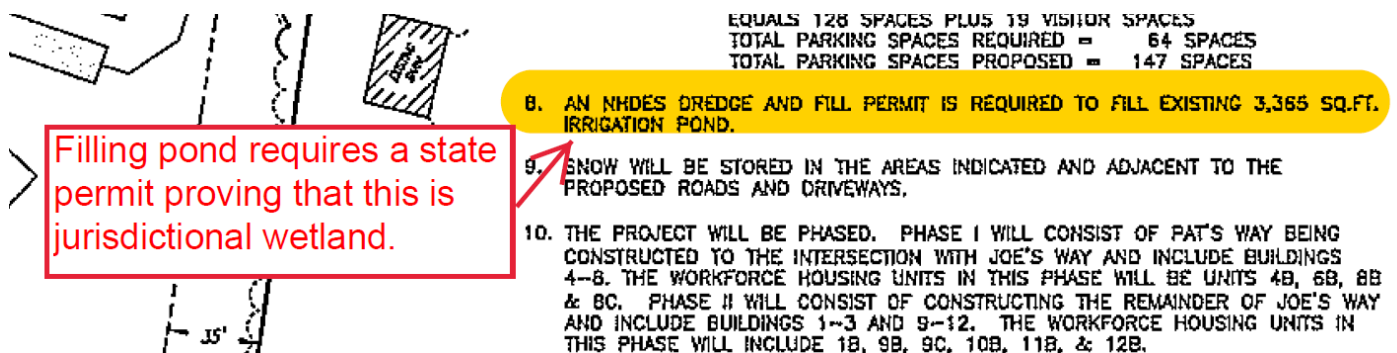 EQUALS 128 SPACES PLUS 19 VISITOR SPACES
TOTAL PARKING SPACES REQUIRED = 64 SPACES
TOTAL PARKING SPACES PROPOSED = 147 SPACES
EXISTING
BARN
8. AN NHDES DREDGE AND FILL PERMIT IS REQUIRED TO FILL EXISTING 3,365 SQ.FT.
IRRIGATION POND.
Filling pond requires a state
permit proving that this is
jurisdictional wetland.
9. SNOW WILL BE STORED IN THE AREAS INDICATED AND ADJACENT TO THE
PROPOSED ROADS AND DRIVEWAYS.
10. THE PROJECT WILL BE PHASED. PHASE I WILL CONSIST OF PAT'S WAY BEING
CONSTRUCTED TO THE INTERSECTION WITH JOE'S WAY AND INCLUDE BUILDINGS
4-8. THE WORKFORCE HOUSING UNITS IN THIS PHASE WILL BE UNITS 4B, 6B, 8B
& 8C. PHASE II WILL CONSIST OF CONSTRUCTING THE REMAINDER OF JOE'S WAY
AND INCLUDE BUILDINGS 1-3 AND 9-12. THE WORKFORCE HOUSING UNITS IN
THIS PHASE WILL INCLUDE 1B, 9B, 9C, 10B, 11B, & 12B.
35'